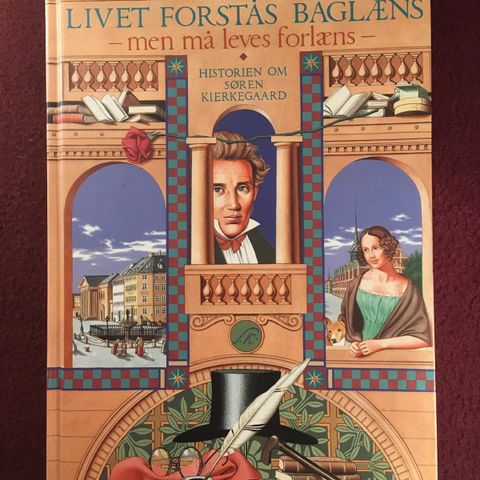 LIVET FORSTÅS BAGLÆNS
– men må leves forlæns –
HISTORIEN OM
SØREN
KIERKEGAARD